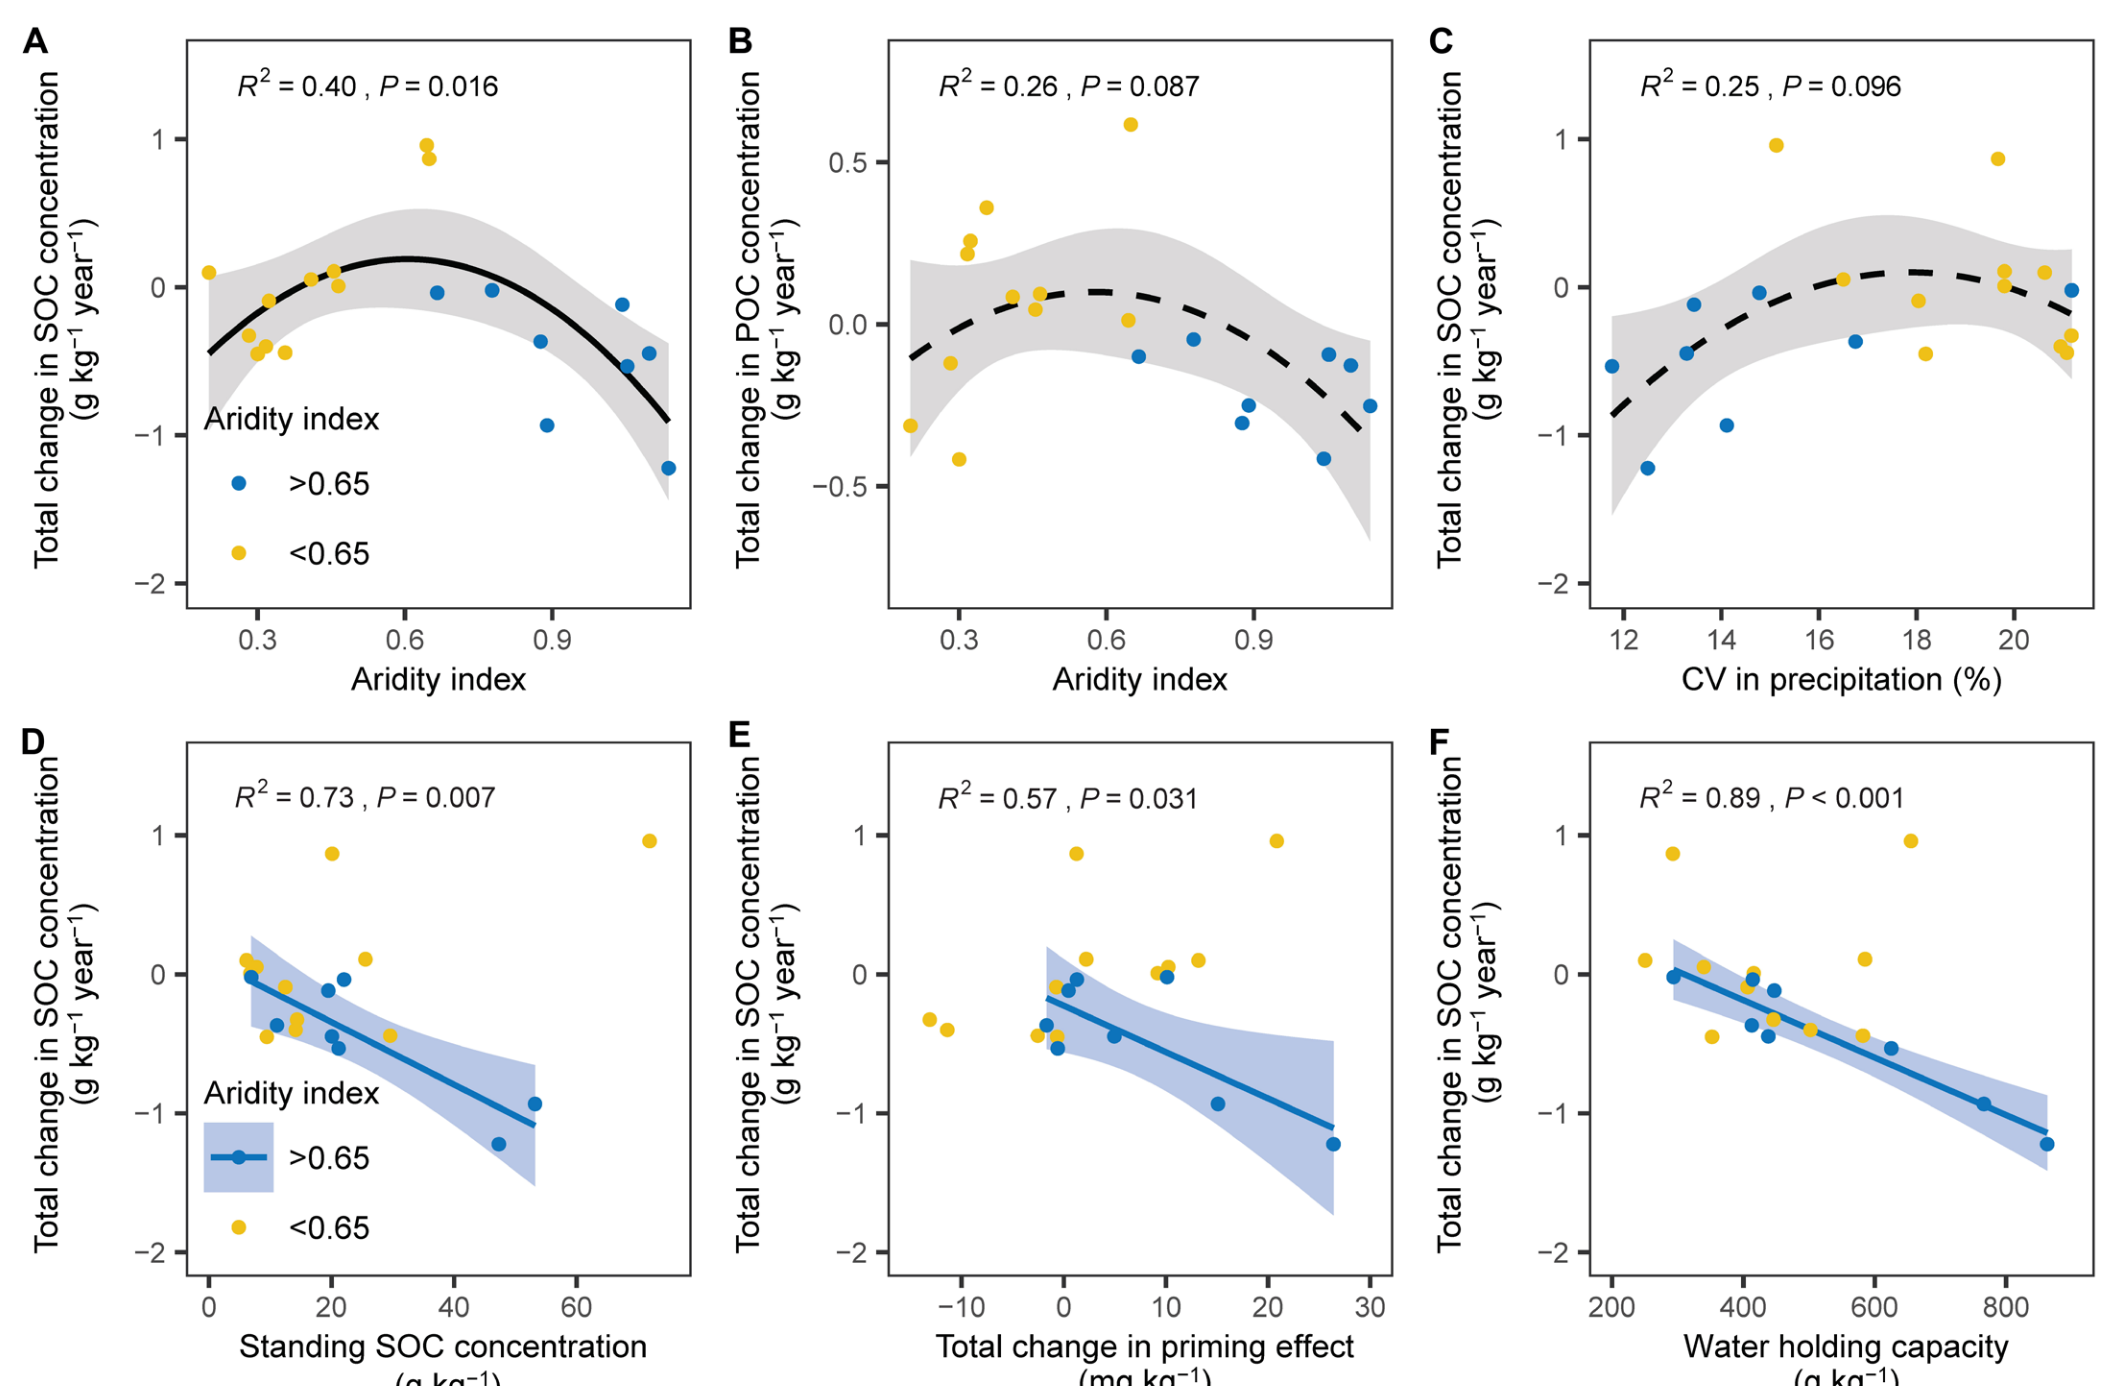 A
R² = 0.40 , P = 0.016
Total change in SOC concentration
(g kg⁻¹ year⁻¹)
1
0
−1
−2
Aridity index
>0.65
<0.65
0.3 0.6 0.9
Aridity index
B
R² = 0.26 , P = 0.087
Total change in POC concentration
(g kg⁻¹ year⁻¹)
0.5
0.0
−0.5
0.3 0.6 0.9
Aridity index
C
R² = 0.25 , P = 0.096
Total change in SOC concentration
(g kg⁻¹ year⁻¹)
1
0
−1
−2
12 14 16 18 20
CV in precipitation (%)
D
R² = 0.73 , P = 0.007
Total change in SOC concentration
(g kg⁻¹ year⁻¹)
1
0
−1
−2
Aridity index
>0.65
<0.65
0 20 40 60
Standing SOC concentration
(g kg⁻¹)
E
R² = 0.57 , P = 0.031
Total change in SOC concentration
(g kg⁻¹ year⁻¹)
1
0
−1
−2
−10 0 10 20 30
Total change in priming effect
(mg kg⁻¹)
F
R² = 0.89 , P < 0.001
Total change in SOC concentration
(g kg⁻¹ year⁻¹)
1
0
−1
−2
200 400 600 800
Water holding capacity
(g kg⁻¹)